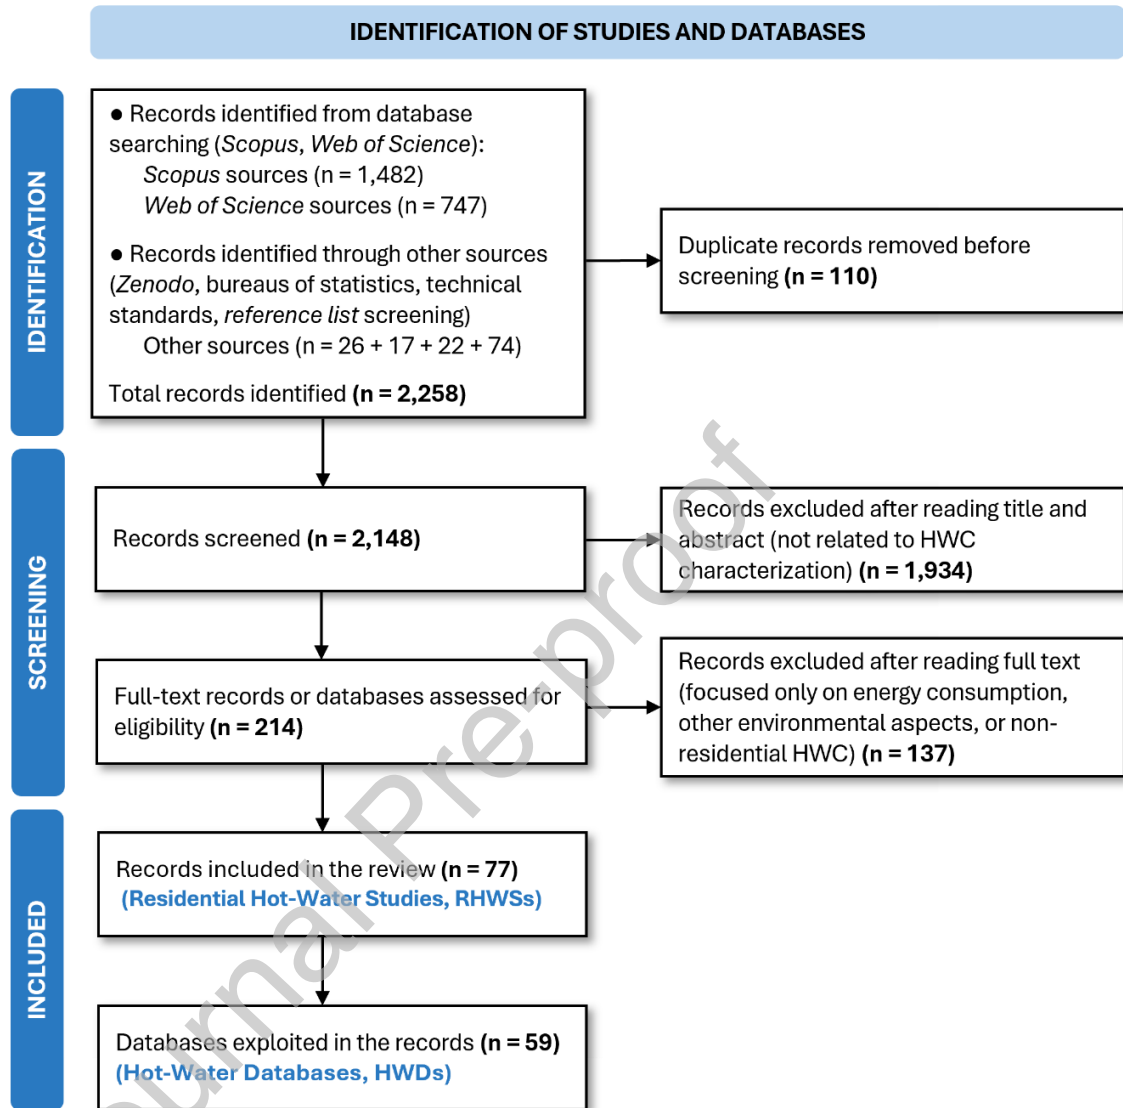 IDENTIFICATION OF STUDIES AND DATABASES
IDENTIFICATION
● Records identified from database
searching (Scopus, Web of Science):
Scopus sources (n = 1,482)
Web of Science sources (n = 747)
● Records identified through other sources
(Zenodo, bureaus of statistics, technical
standards, reference list screening)
Other sources (n = 26 + 17 + 22 + 74)
Total records identified (n = 2,258)
Duplicate records removed before
screening (n = 110)
SCREENING
Records screened (n = 2,148)
Records excluded after reading title and
abstract (not related to HWC
characterization) (n = 1,934)
Full-text records or databases assessed for
eligibility (n = 214)
Records excluded after reading full text
(focused only on energy consumption,
other environmental aspects, or non-
residential HWC) (n = 137)
INCLUDED
Records included in the review (n = 77)
(Residential Hot-Water Studies, RHWSs)
Databases exploited in the records (n = 59)
(Hot-Water Databases, HWDs)
Pre-proof